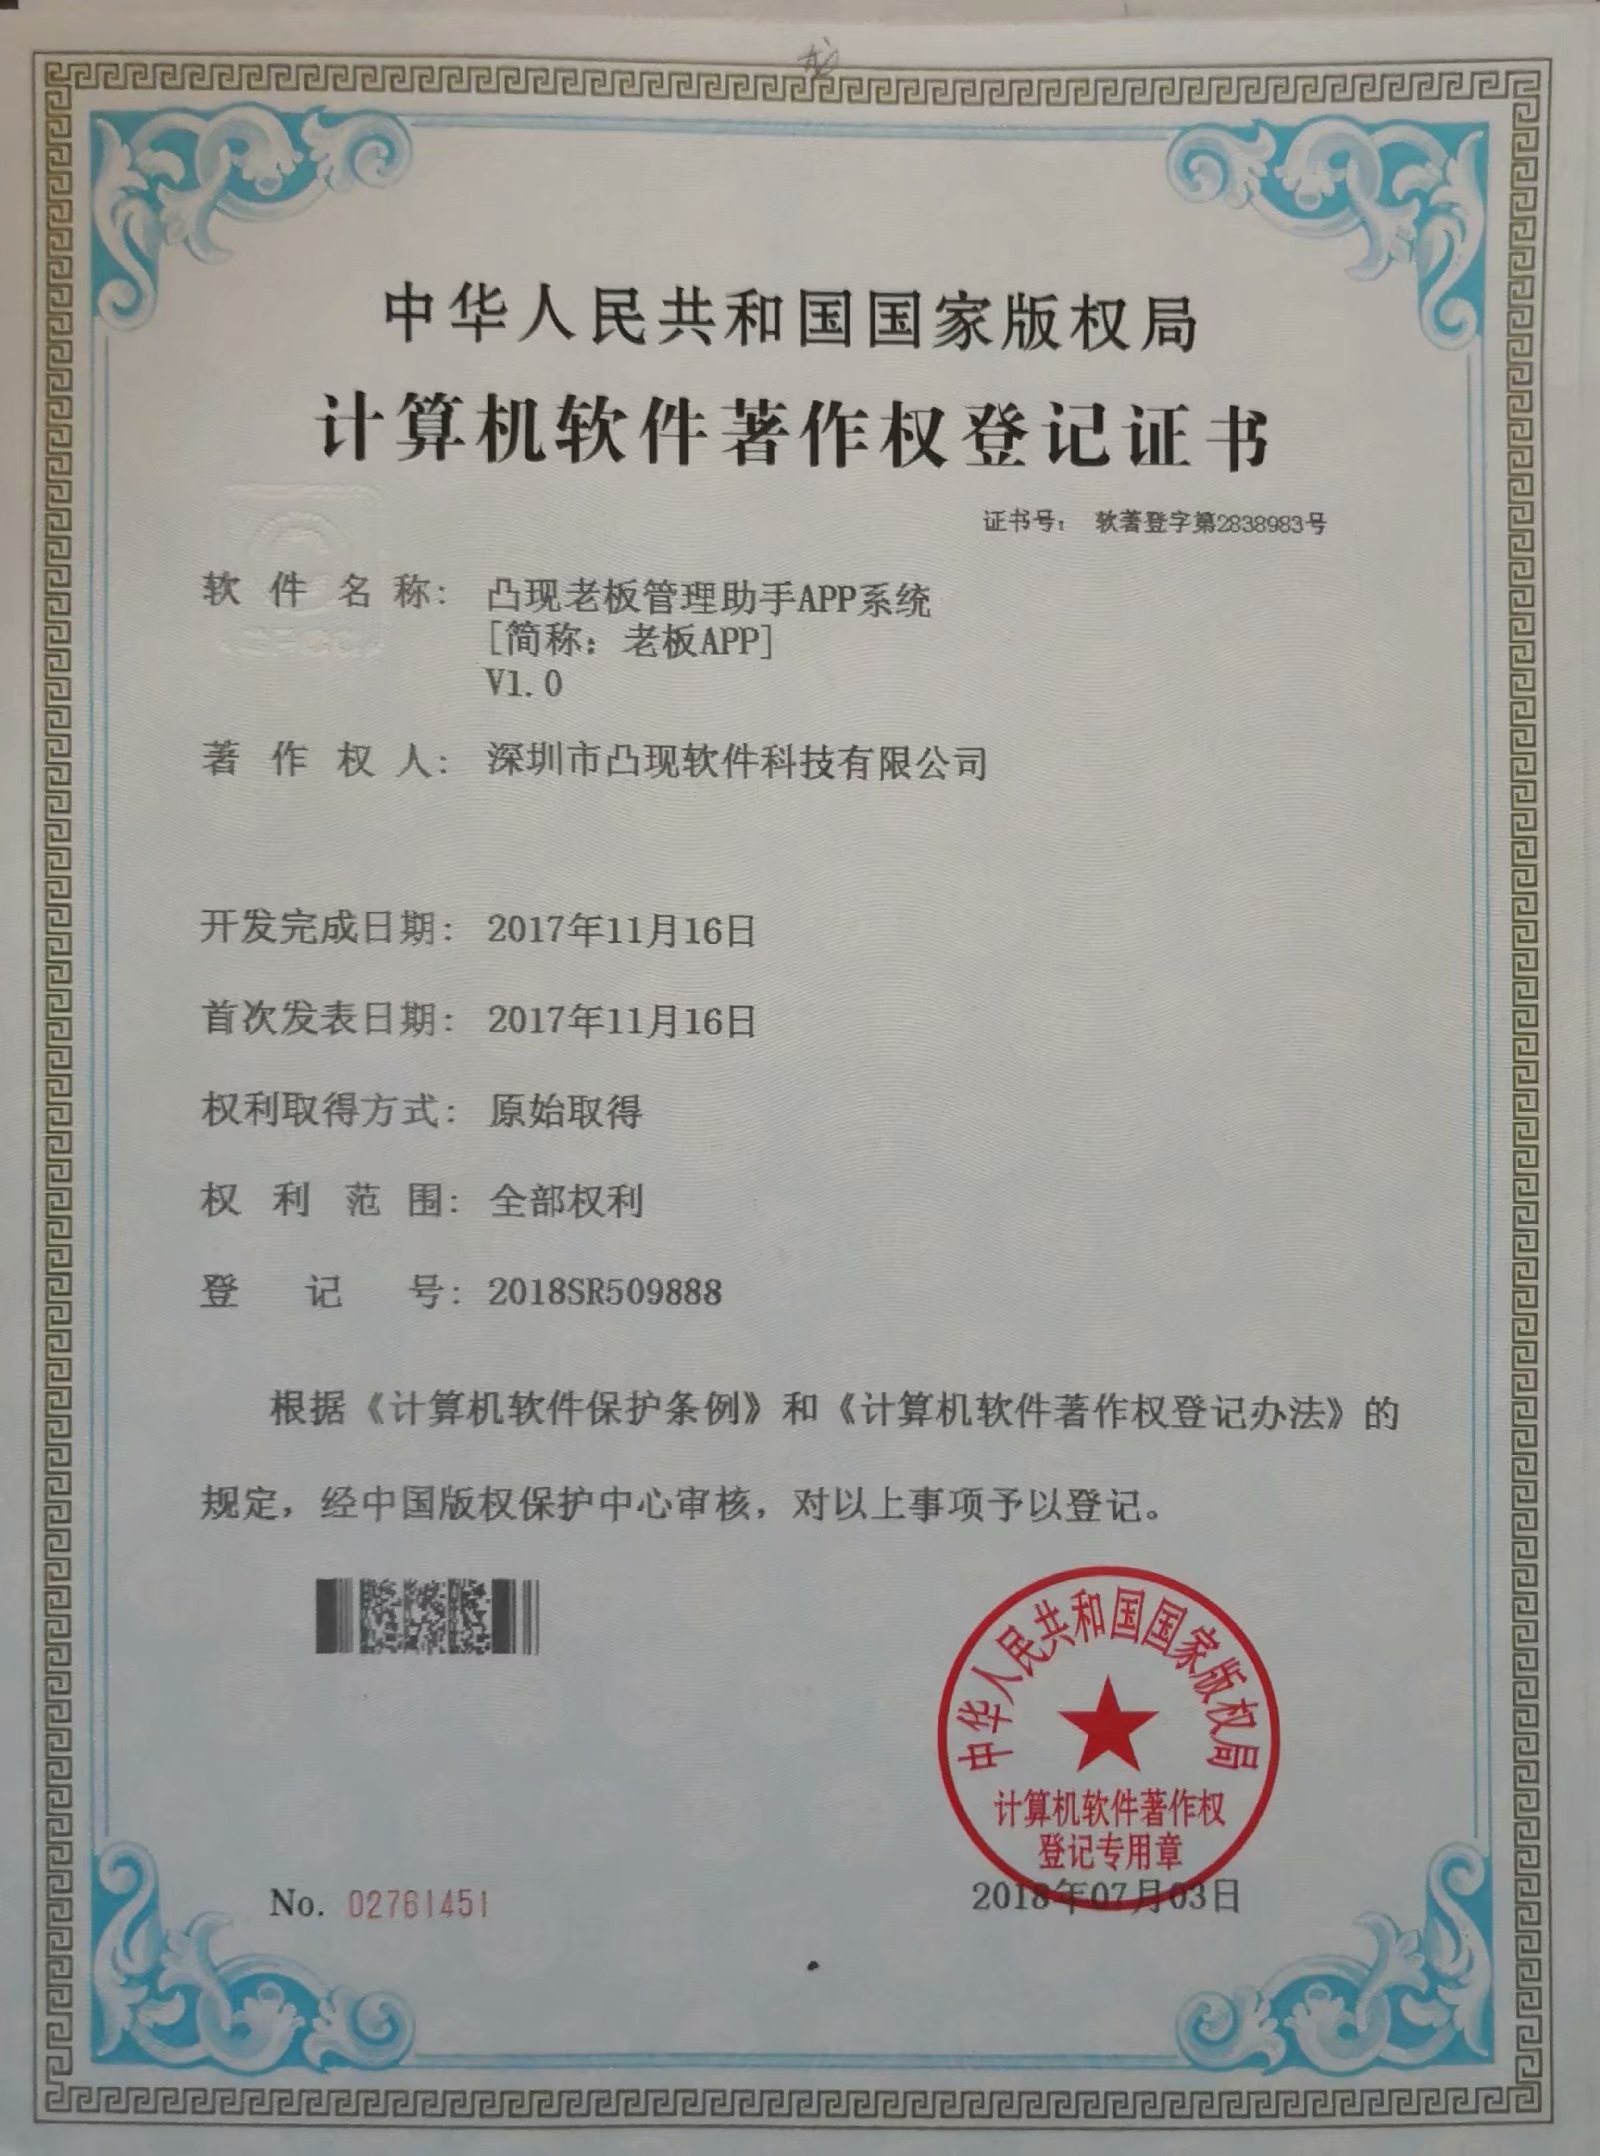 中华人民共和国国家版权局
计算机软件著作权登记证书
证书号： 软著登字第2838983号
软件名称： 凸现老板管理助手APP系统
[简称：老板APP]
V1.0
著作权人： 深圳市凸现软件科技有限公司
开发完成日期： 2017年11月16日
首次发表日期： 2017年11月16日
权利取得方式： 原始取得
权利范围： 全部权利
登记号： 2018SR509888
根据《计算机软件保护条例》和《计算机软件著作权登记办法》的
规定，经中国版权保护中心审核，对以上事项予以登记。
中华人民共和国国家版权局
计算机软件著作权
登记专用章
No. 02761451
2018年07月03日